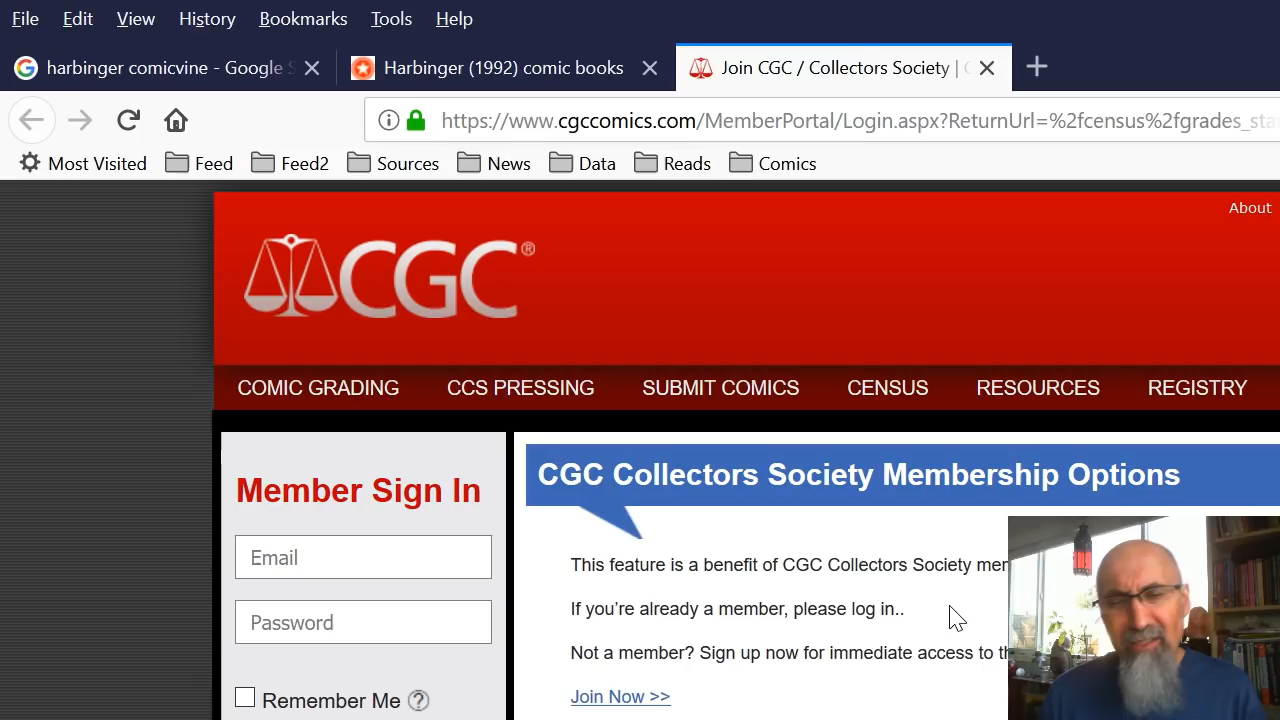 File Edit View History Bookmarks Tools Help
harbinger comicvine - Google
Harbinger (1992) comic books
Join CGC / Collectors Society |
https://www.cgccomics.com/MemberPortal/Login.aspx?ReturnUrl=%2fcensus%2fgrades_sta
Most Visited Feed Feed2 Sources News Data Reads Comics
About
CGC®
COMIC GRADING CCS PRESSING SUBMIT COMICS CENSUS RESOURCES REGISTRY
Member Sign In
Email
Password
Remember Me ?
CGC Collectors Society Membership Options
This feature is a benefit of CGC Collectors Society mer
If you're already a member, please log in..
Not a member? Sign up now for immediate access to th
Join Now >>